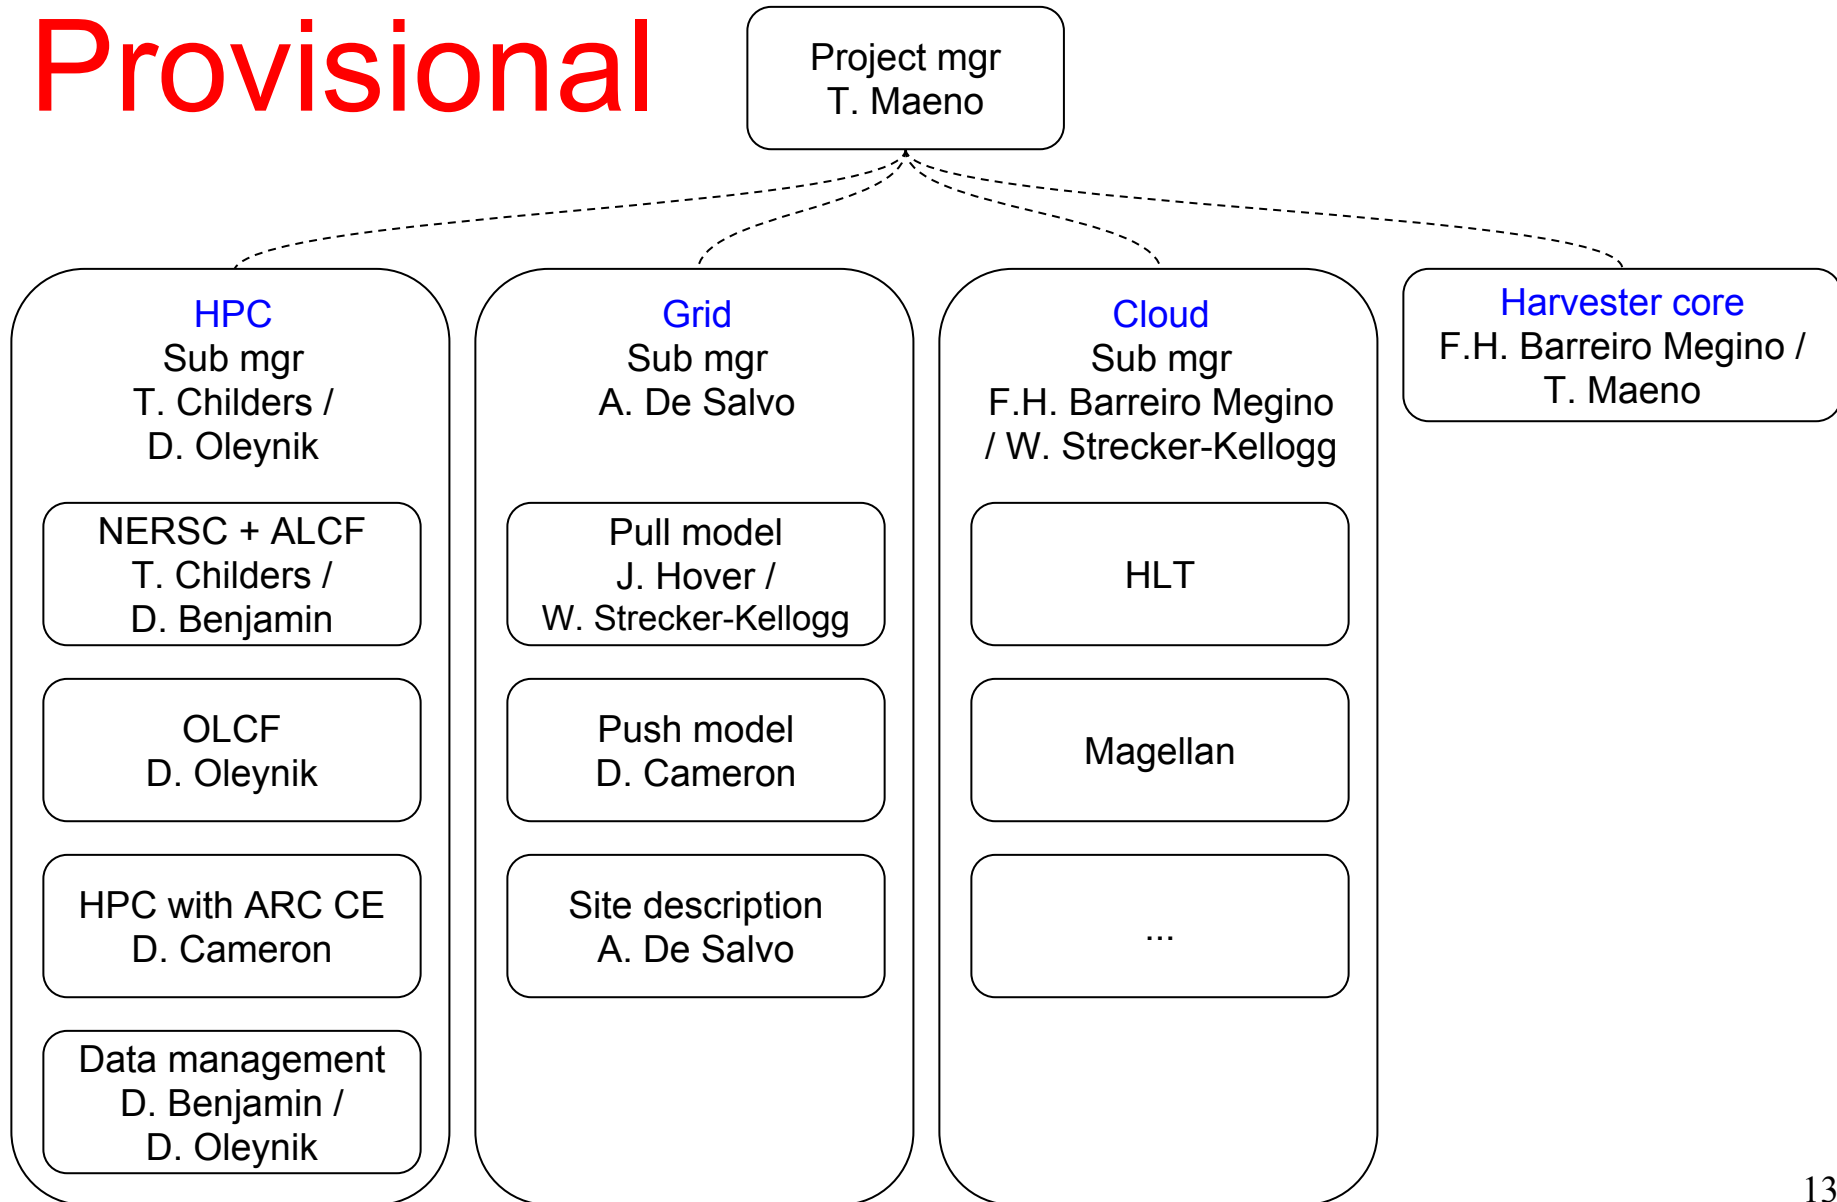 Provisional
Project mgr
T. Maeno
HPC
Sub mgr
T. Childers /
D. Oleynik
NERSC + ALCF
T. Childers /
D. Benjamin
OLCF
D. Oleynik
HPC with ARC CE
D. Cameron
Data management
D. Benjamin /
D. Oleynik
Grid
Sub mgr
A. De Salvo
Pull model
J. Hover /
W. Strecker-Kellogg
Push model
D. Cameron
Site description
A. De Salvo
Cloud
Sub mgr
F.H. Barreiro Megino
/ W. Strecker-Kellogg
HLT
Magellan
...
Harvester core
F.H. Barreiro Megino /
T. Maeno
13